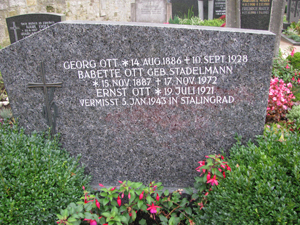 GEORG OTT * 14. AUG. 1886 + 10. SEPT. 1928
BABETTE OTT GEB. STADELMANN
* 15. NOV. 1887 + 17. NOV. 1972
ERNST OTT * 19. JULI 1921
VERMISST 5. JAN. 1943 IN STALINGRAD